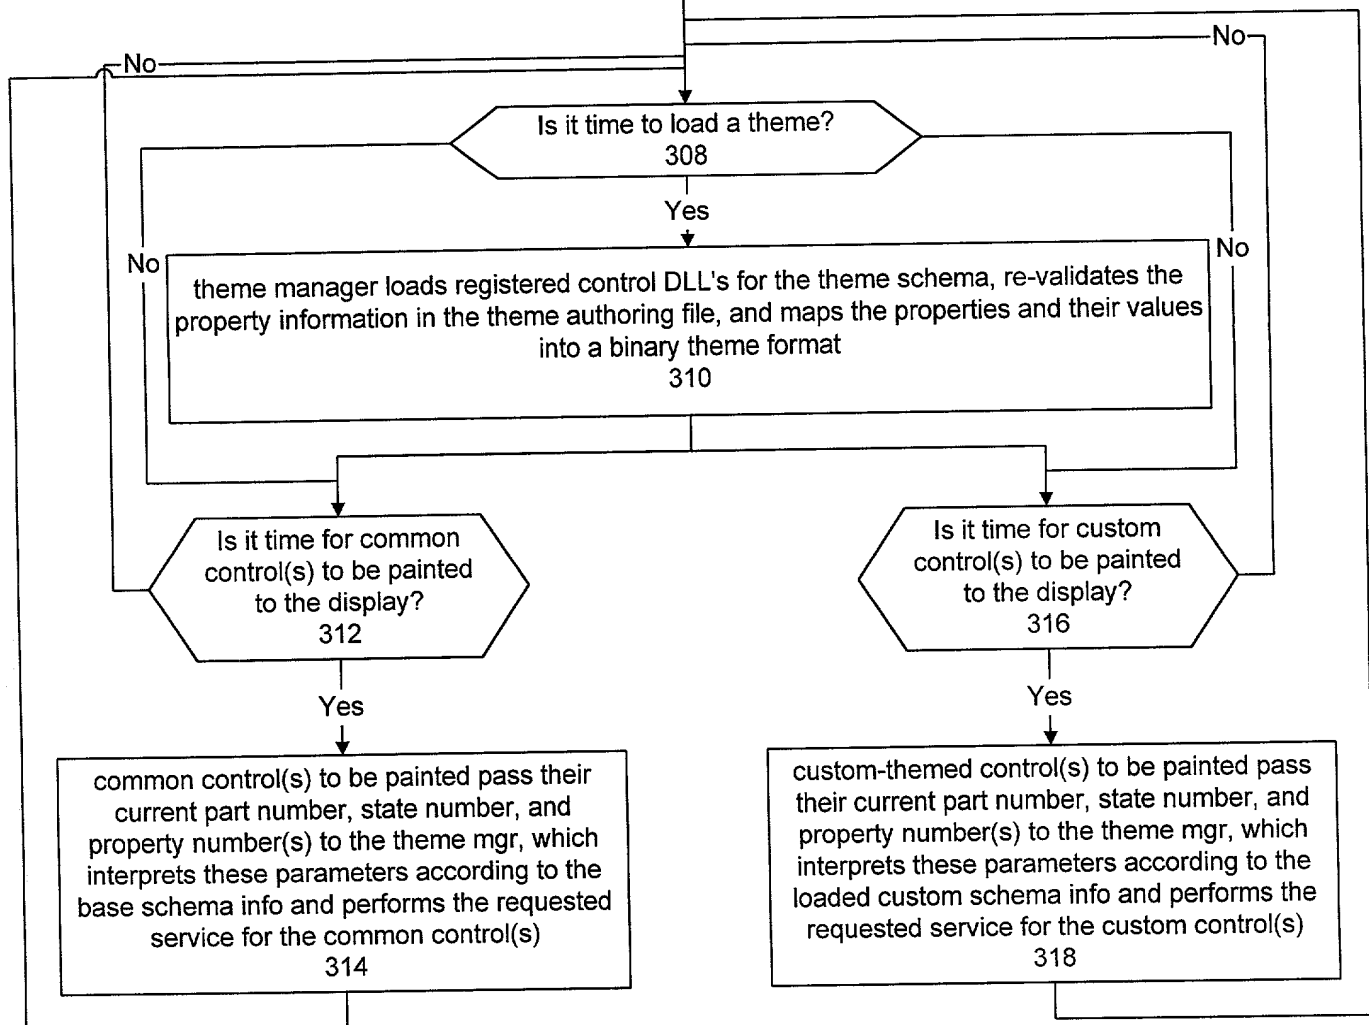 No
No
Is it time to load a theme?
308
Yes
No
No
theme manager loads registered control DLL's for the theme schema, re-validates the
property information in the theme authoring file, and maps the properties and their values
into a binary theme format
310
Is it time for common
control(s) to be painted
to the display?
312
Is it time for custom
control(s) to be painted
to the display?
316
Yes
Yes
common control(s) to be painted pass their
current part number, state number, and
property number(s) to the theme mgr, which
interprets these parameters according to the
base schema info and performs the requested
service for the common control(s)
314
custom-themed control(s) to be painted pass
their current part number, state number, and
property number(s) to the theme mgr, which
interprets these parameters according to the
loaded custom schema info and performs the
requested service for the custom control(s)
318